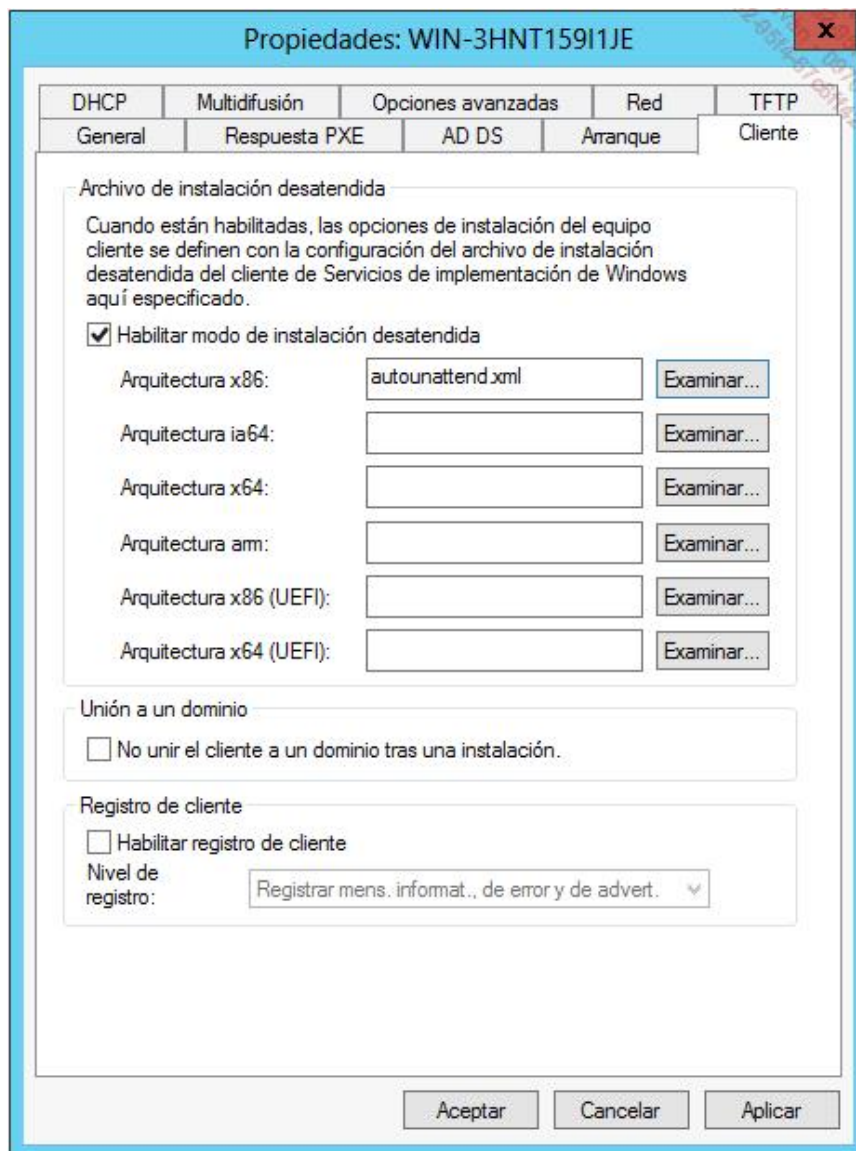 Propiedades: WIN-3HNT159I1JE
x
DHCP Multidifusión Opciones avanzadas Red TFTP
General Respuesta PXE AD DS Arranque Cliente
Archivo de instalación desatendida
Cuando están habilitadas, las opciones de instalación del equipo
cliente se definen con la configuración del archivo de instalación
desatendida del cliente de Servicios de implementación de Windows
aquí especificado.
Habilitar modo de instalación desatendida
Arquitectura x86: autounattend.xml Examinar...
Arquitectura ia64: Examinar...
Arquitectura x64: Examinar...
Arquitectura arm: Examinar...
Arquitectura x86 (UEFI): Examinar...
Arquitectura x64 (UEFI): Examinar...
Unión a un dominio
No unir el cliente a un dominio tras una instalación.
Registro de cliente
Habilitar registro de cliente
Nivel de
registro: Registrar mens. informat., de error y de advert.
Aceptar Cancelar Aplicar